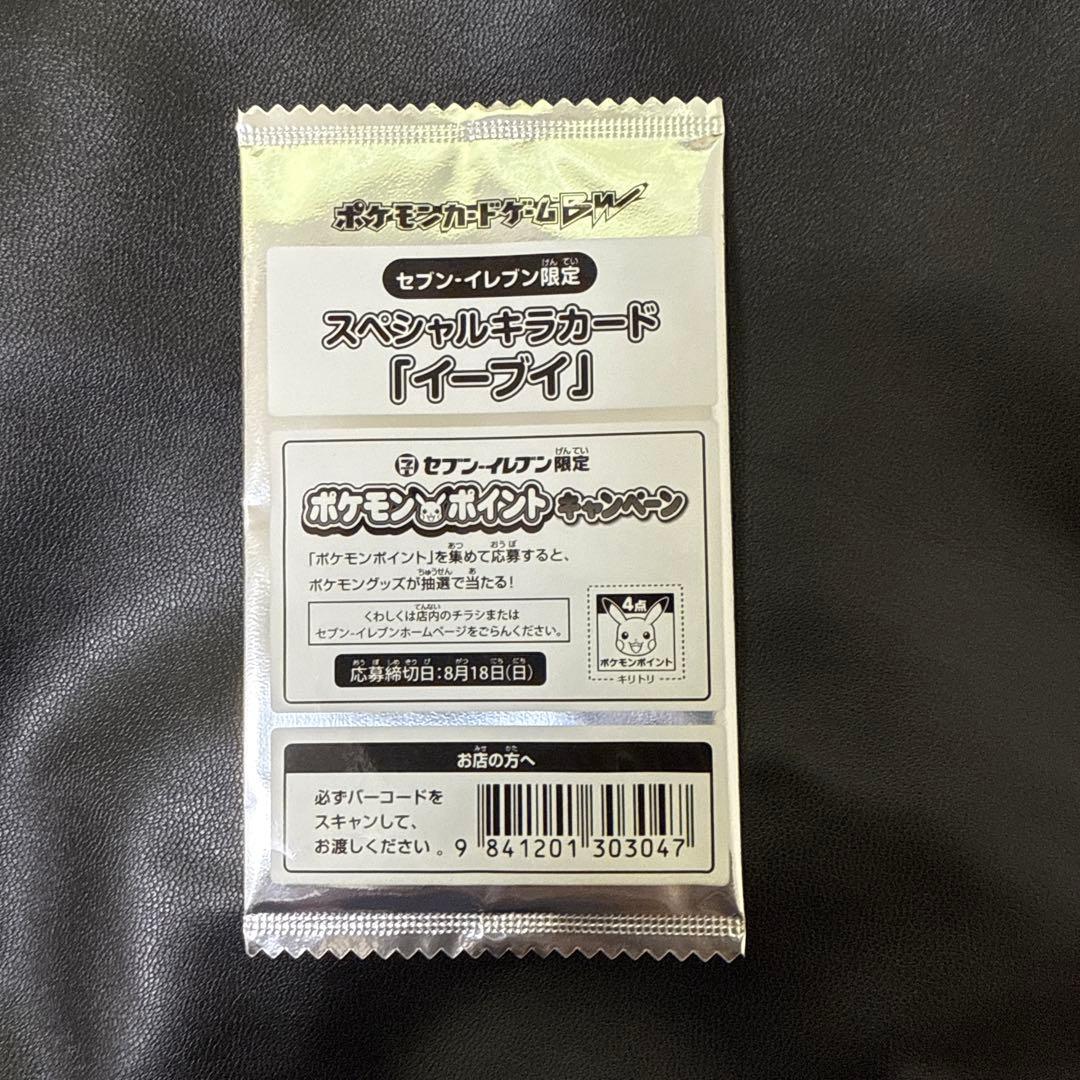 ポケモンカードゲームBW
セブン-イレブン限定
げん てい
スペシャルキラカード
「イーブイ」
セブン-イレブン限定
げんてい
ポケモンポイントキャンペーン
「ポケモンポイント」を集めて応募すると、
あつ おうぼ
ポケモングッズが抽選で当たる!
ちゅうせん あ
くわしくは店内のチラシまたは
てんない
セブン-イレブンホームページをごらんください。
応募締切日:8月18日(日)
おうぼ しめきりび がつ にち にち
4点
ポケモンポイント
キリトリ
お店の方へ
みせ かた
必ずバーコードを
スキャンして、
お渡しください。
9 841201 303047